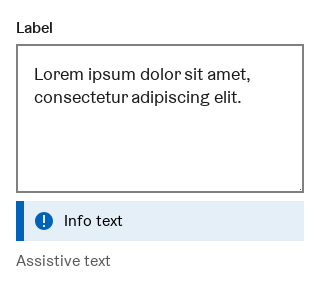 Label
Lorem ipsum dolor sit amet,
consectetur adipiscing elit.
Info text
Assistive text